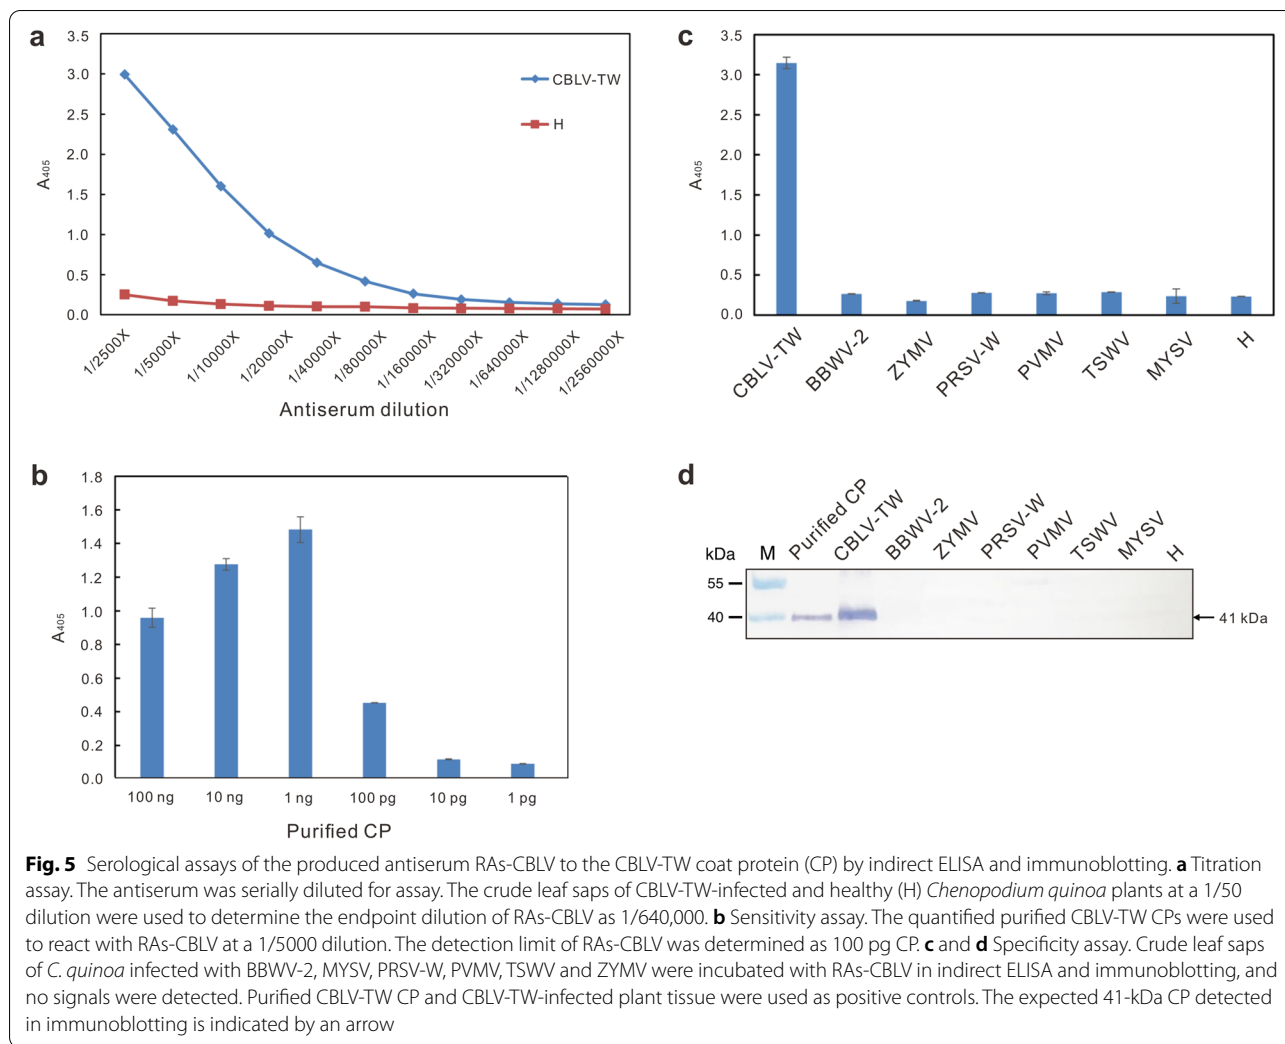 a
3.5
3.0
2.5
2.0
1.5
1.0
0.5
0.0
A405
CBLV-TW
H
1/2500X
1/5000X
1/10000X
1/20000X
1/40000X
1/80000X
1/160000X
1/320000X
1/640000X
1/1280000X
1/2560000X
Antiserum dilution
c
3.5
3.0
2.5
2.0
1.5
1.0
0.5
0.0
A405
CBLV-TW
BBWV-2
ZYMV
PRSV-W
PVMV
TSWV
MYSV
H
b
1.8
1.6
1.4
1.2
1.0
0.8
0.6
0.4
0.2
0.0
A405
100 ng
10 ng
1 ng
100 pg
10 pg
1 pg
Purified CP
d
kDa
M
Purified CP
CBLV-TW
BBWV-2
ZYMV
PRSV-W
PVMV
TSWV
MYSV
H
55
40
41 kDa
Fig. 5 Serological assays of the produced antiserum RAs-CBLV to the CBLV-TW coat protein (CP) by indirect ELISA and immunoblotting. a Titration
assay. The antiserum was serially diluted for assay. The crude leaf saps of CBLV-TW-infected and healthy (H) Chenopodium quinoa plants at a 1/50
dilution were used to determine the endpoint dilution of RAs-CBLV as 1/640,000. b Sensitivity assay. The quantified purified CBLV-TW CPs were used
to react with RAs-CBLV at a 1/5000 dilution. The detection limit of RAs-CBLV was determined as 100 pg CP. c and d Specificity assay. Crude leaf saps
of C. quinoa infected with BBWV-2, MYSV, PRSV-W, PVMV, TSWV and ZYMV were incubated with RAs-CBLV in indirect ELISA and immunoblotting, and
no signals were detected. Purified CBLV-TW CP and CBLV-TW-infected plant tissue were used as positive controls. The expected 41-kDa CP detected
in immunoblotting is indicated by an arrow